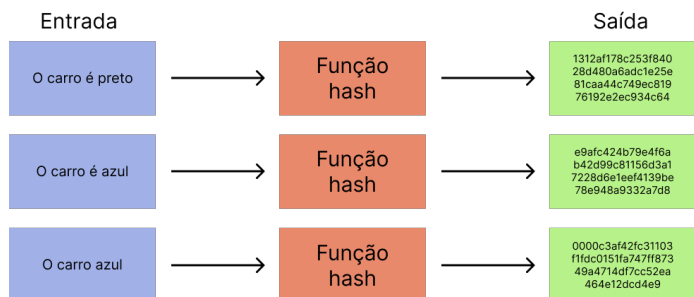 Entrada
Saída
O carro é preto
Função
hash
1312af178c253f840
28d480a6adc1e25e
81caa44c749ec819
76192e2ec934c64
O carro é azul
Função
hash
e9afc424b79e4f6a
b42d99c81156d3a1
7228d6e1eef4139be
78e948a9332a7d8
O carro azul
Função
hash
0000c3af42fc31103
f1fdc0151fa747ff873
49a4714df7cc52ea
464e12dcd4e9